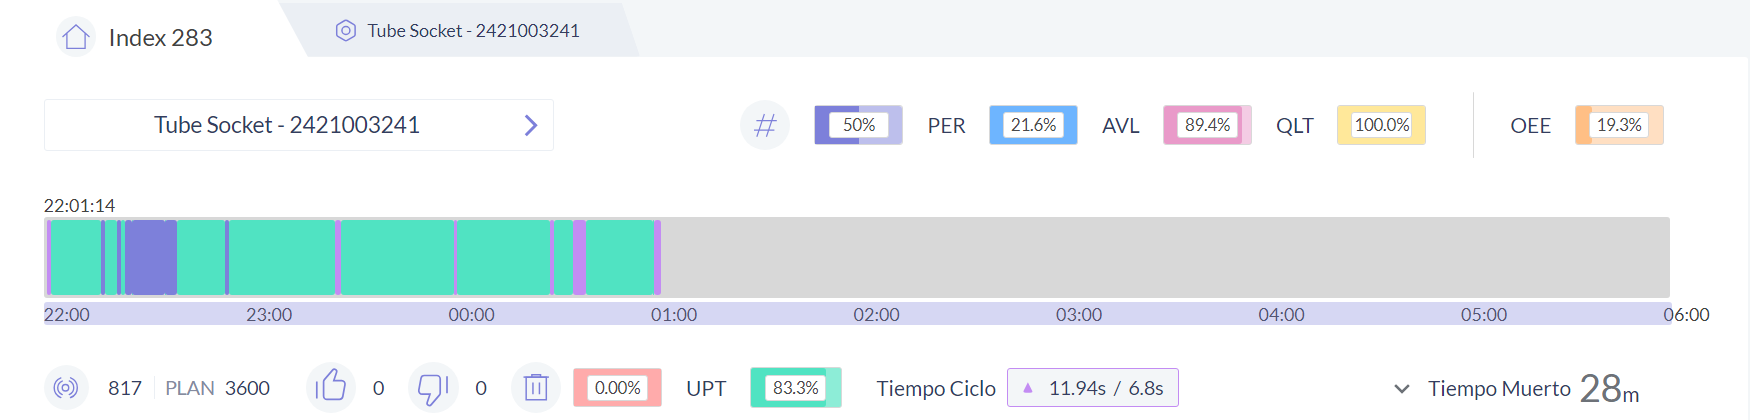 Index 283
Tube Socket - 2421003241
Tube Socket - 2421003241
# 50% PER 21.6% AVL 89.4% QLT 100.0% OEE 19.3%
22:01:14
22:00 23:00 00:00 01:00 02:00 03:00 04:00 05:00 06:00
817 PLAN 3600 0 0 0.00% UPT 83.3% Tiempo Ciclo 11.94s / 6.8s Tiempo Muerto 28m